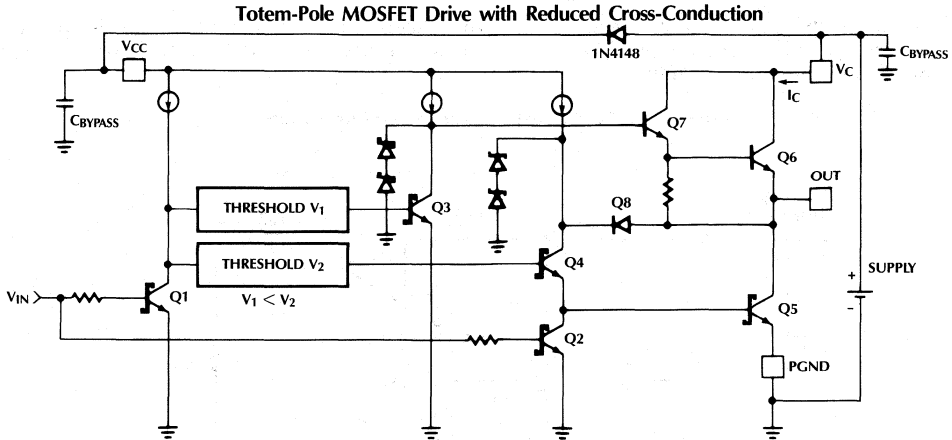 Totem-Pole MOSFET Drive with Reduced Cross-Conduction
VCC
1N4148
CBYPASS
VC
IC
CBYPASS
Q7
Q6
OUT
THRESHOLD V1
Q3
Q8
THRESHOLD V2
Q4
SUPPLY
+
−
VIN
Q1
V1 < V2
Q5
Q2
PGND